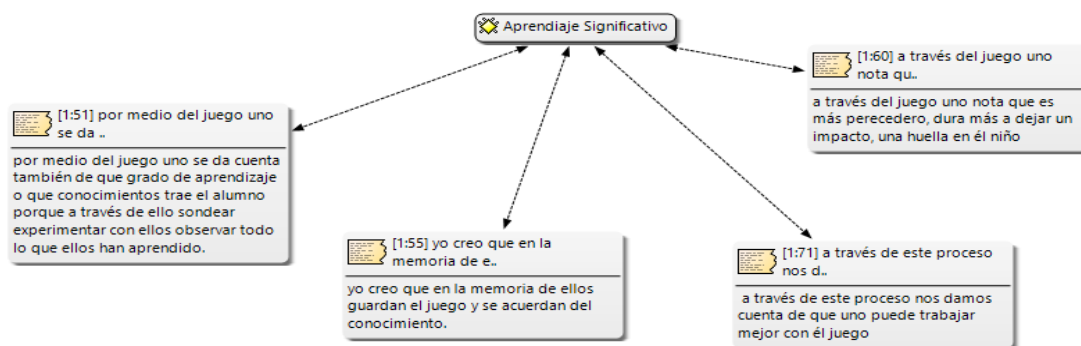 Aprendiaje Significativo
[1:60] a través del juego uno
nota qu..
a través del juego uno nota que es
más perecedero, dura más a dejar un
impacto, una huella en él niño
[1:51] por medio del juego uno
se da ..
por medio del juego uno se da cuenta
también de que grado de aprendizaje
o que conocimientos trae el alumno
porque a través de ello sondear
experimentar con ellos observar todo
lo que ellos han aprendido.
[1:55] yo creo que en la
memoria de e..
yo creo que en la memoria de ellos
guardan el juego y se acuerdan del
conocimiento.
[1:71] a través de este proceso
nos d..
a través de este proceso nos damos
cuenta de que uno puede trabajar
mejor con él juego